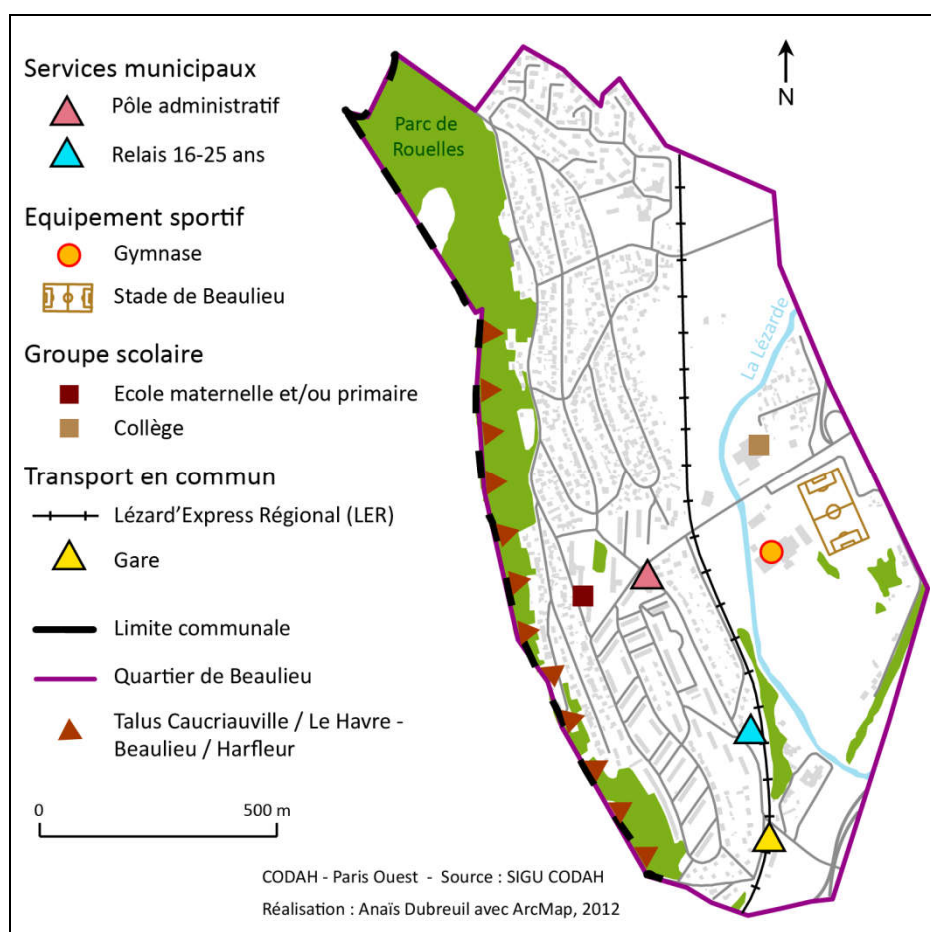 Services municipaux
Pôle administratif
Relais 16-25 ans
Equipement sportif
Gymnase
Stade de Beaulieu
Groupe scolaire
Ecole maternelle et/ou primaire
Collège
Transport en commun
Lézard'Express Régional (LER)
Gare
Limite communale
Quartier de Beaulieu
Talus Caucriauville / Le Havre -
Beaulieu / Harfleur
0
500 m
CODAH - Paris Ouest - Source : SIGU CODAH
Réalisation : Anaïs Dubreuil avec ArcMap, 2012
Parc de
Rouelles
N
La Lézarde